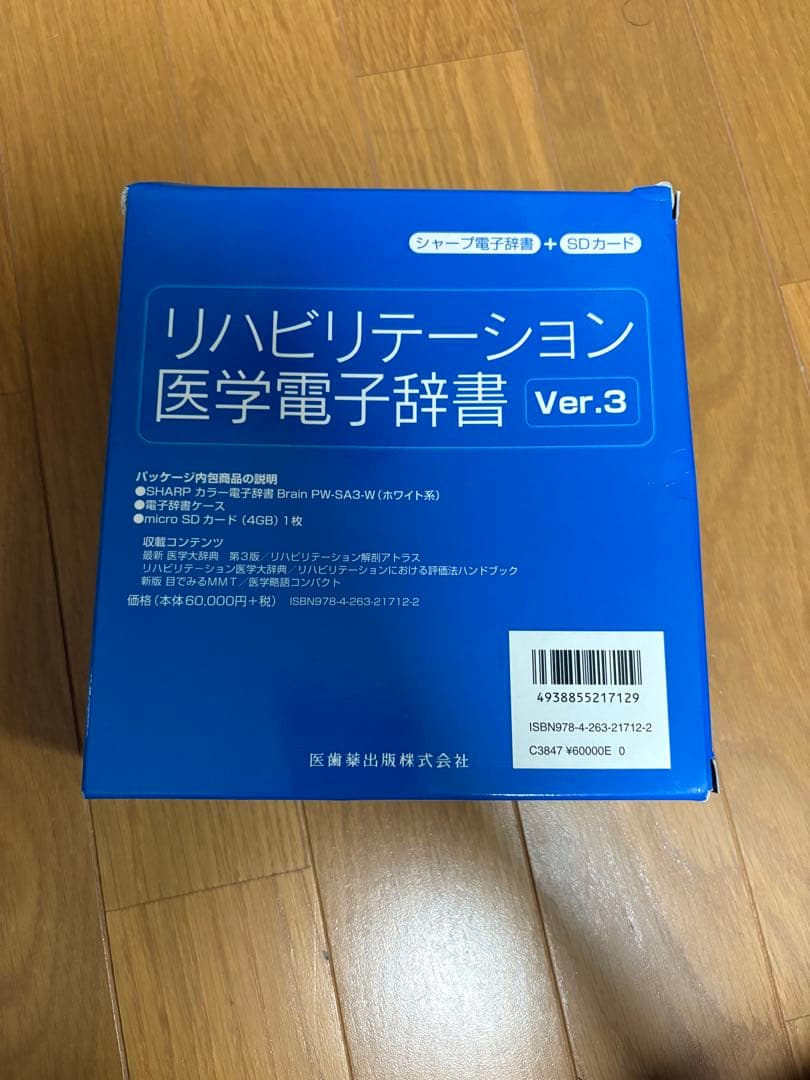 シャープ電子辞書 + SDカード
リハビリテーション
医学電子辞書 Ver.3
パッケージ内包商品の説明
●SHARP カラー電子辞書 Brain PW-SA3-W（ホワイト系）
●電子辞書ケース
●micro SDカード（4GB）1枚
収載コンテンツ
最新 医学大辞典 第3版／リハビリテーション解剖アトラス
リハビリテーション医学大辞典／リハビリテーションにおける評価法ハンドブック
新版 目でみるMMT／医学略語コンパクト
価格（本体60,000円＋税） ISBN978-4-263-21712-2
4938855217129
ISBN978-4-263-21712-2
C3847 ¥60000E 0
医歯薬出版株式会社